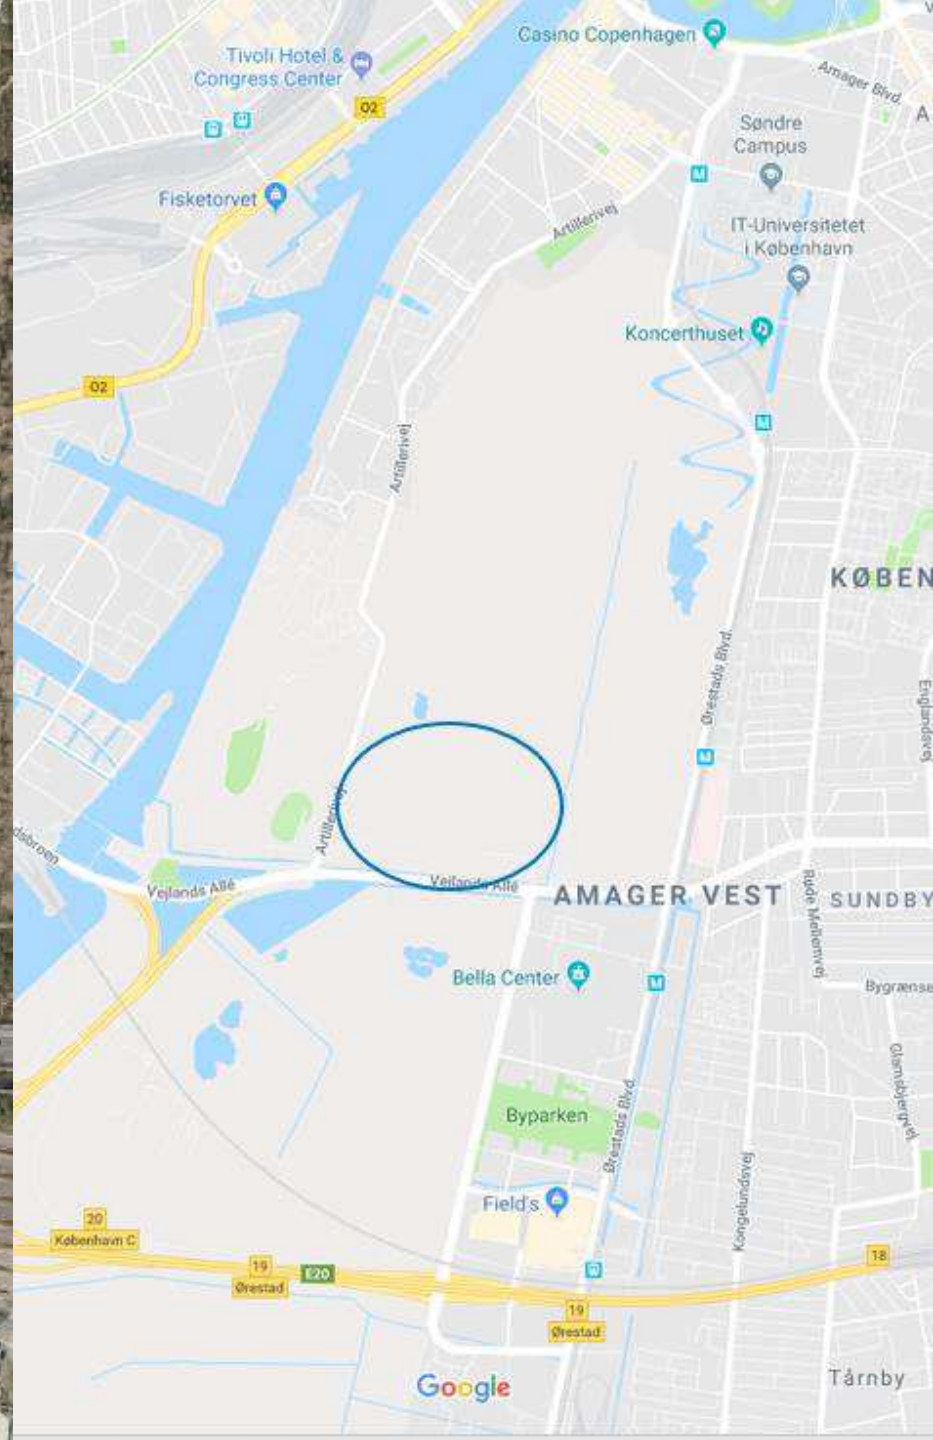 Casino Copenhagen
Tivoli Hotel &
Congress Center
Amager Blvd.
A
02
Søndre
Campus
M
Fisketorvet
Artillerivej
IT-Universitetet
i København
Koncerthuset
02
M
Artillerivej
KØBEN
Ørestads Blvd.
Englandsvej
M
Artillerivej
dsbroen
Vejlands Allé
Vejlands Allé
AMAGER VEST
Røde Mellemvej
SUNDBY
Bella Center
M
Bygrænse
Glamsbjergvej
Byparken
Ørestads Blvd.
Kongelundsvej
Field's
20
København C
19
Ørestad
E20
18
19
Ørestad
Tårnby
Google